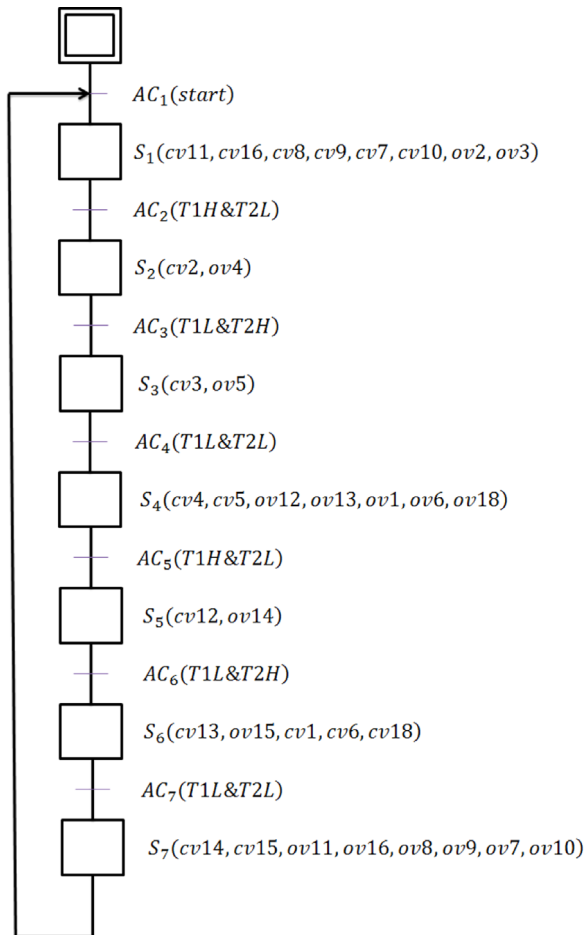 AC₁(start)
S₁(cv11, cv16, cv8, cv9, cv7, cv10, ov2, ov3)
AC₂(T1H&T2L)
S₂(cv2, ov4)
AC₃(T1L&T2H)
S₃(cv3, ov5)
AC₄(T1L&T2L)
S₄(cv4, cv5, ov12, ov13, ov1, ov6, ov18)
AC₅(T1H&T2L)
S₅(cv12, ov14)
AC₆(T1L&T2H)
S₆(cv13, ov15, cv1, cv6, cv18)
AC₇(T1L&T2L)
S₇(cv14, cv15, ov11, ov16, ov8, ov9, ov7, ov10)